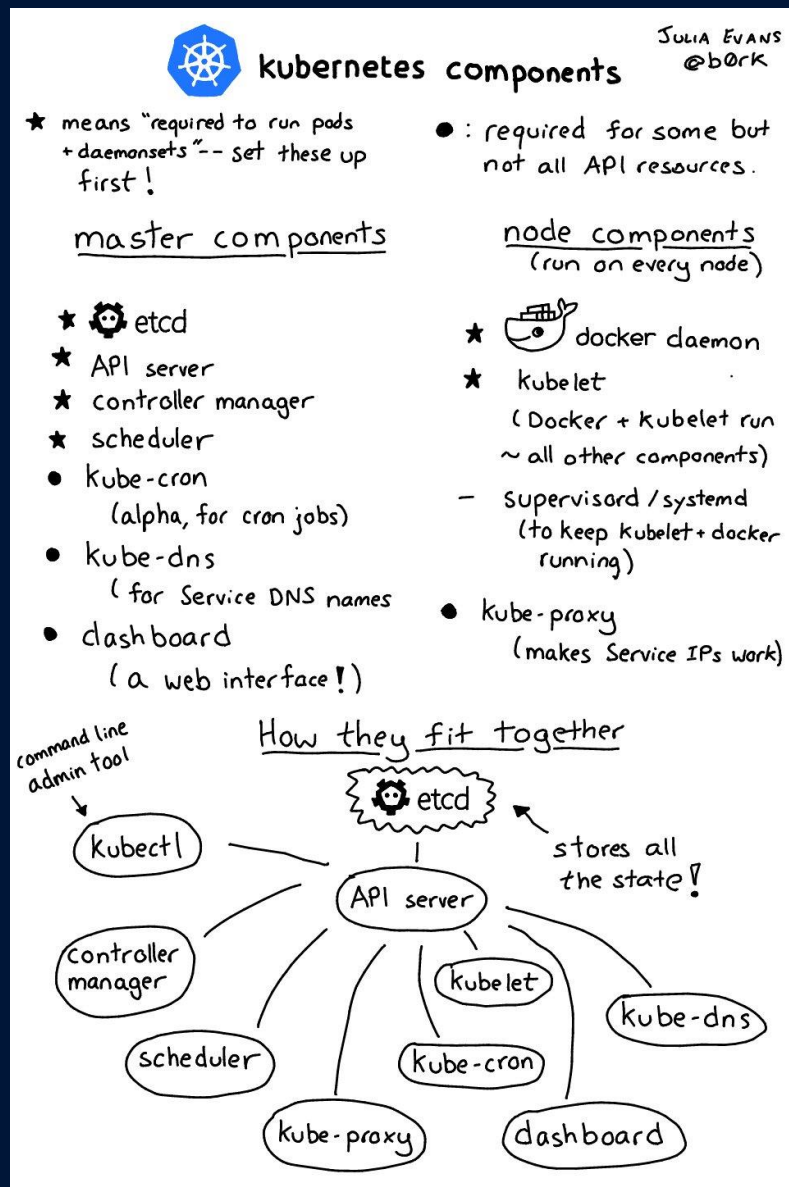 kubernetes components
JULIA EVANS
@b0rk
★ means "required to run pods
+ daemonsets" -- set these up
first!
● : required for some but
not all API resources.
master components
★ etcd
★ API server
★ controller manager
★ scheduler
● kube-cron
(alpha, for cron jobs)
● kube-dns
( for Service DNS names
● dashboard
(a web interface!)
node components
(run on every node)
★ docker daemon
★ kubelet
(Docker + kubelet run
~ all other components)
- supervisord / systemd
(to keep kubelet + docker
running)
● kube-proxy
(makes Service IPs work)
How they fit together
command line
admin tool
etcd
kubectl
stores all
the state!
API server
controller
manager
kubelet
kube-dns
scheduler
kube-cron
kube-proxy
dashboard